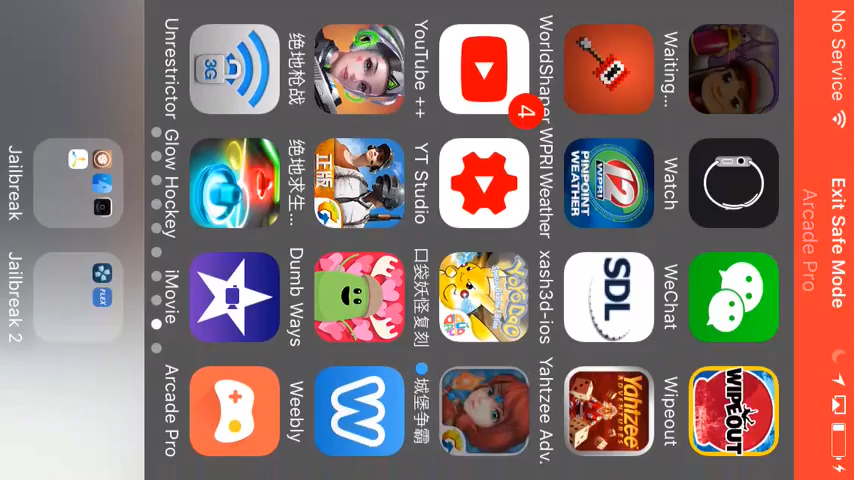 No Service
Exit Safe Mode
Arcade Pro
Waiting...
Watch
WeChat
Wipeout
WIPEOUT
WorldShaper
WPRI Weather
xash3d-ios
Yahtzee Adv.
WPRI
12
PINPOINT
WEATHER
SDL
Yahtzee
ADVENTURES
4
YouTube ++
YT Studio
口袋妖怪复刻
城堡争霸
绝地枪战
绝地求生...
Dumb Ways
Weebly
正版
Unrestrictor
Glow Hockey
iMovie
Arcade Pro
3G
Jailbreak
Jailbreak 2
FLEX